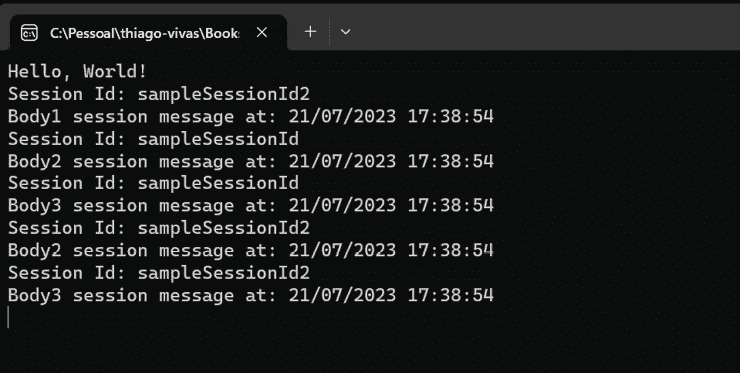 C:\Pessoal\thiago-vivas\Book:
Hello, World!
Session Id: sampleSessionId2
Body1 session message at: 21/07/2023 17:38:54
Session Id: sampleSessionId
Body2 session message at: 21/07/2023 17:38:54
Session Id: sampleSessionId
Body3 session message at: 21/07/2023 17:38:54
Session Id: sampleSessionId2
Body2 session message at: 21/07/2023 17:38:54
Session Id: sampleSessionId2
Body3 session message at: 21/07/2023 17:38:54